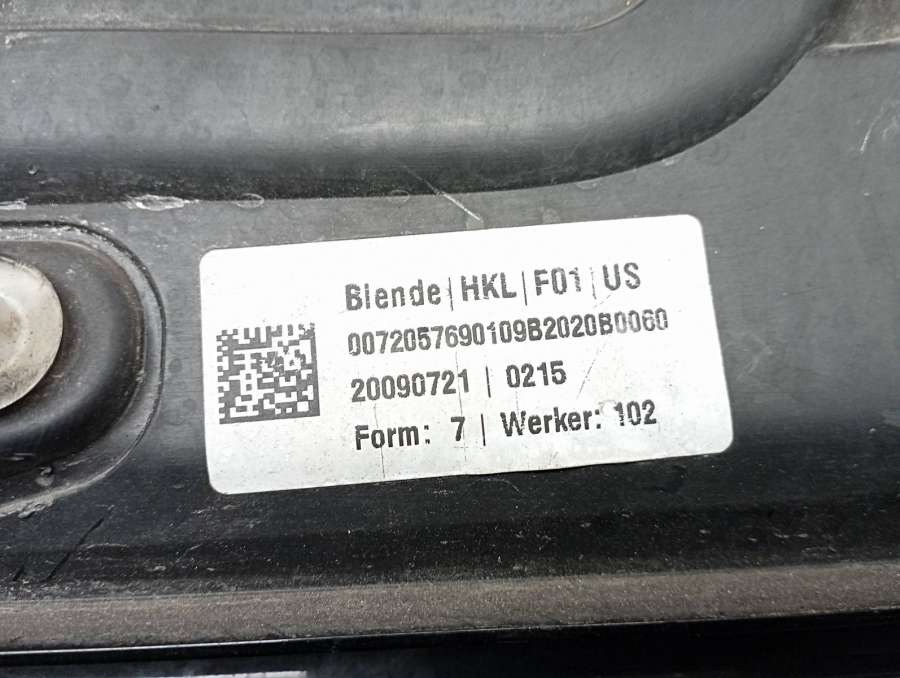 Blende|HKL|F01|US
0072057690109B2020B0060
20090721 | 0215
Form: 7 | Werker: 102